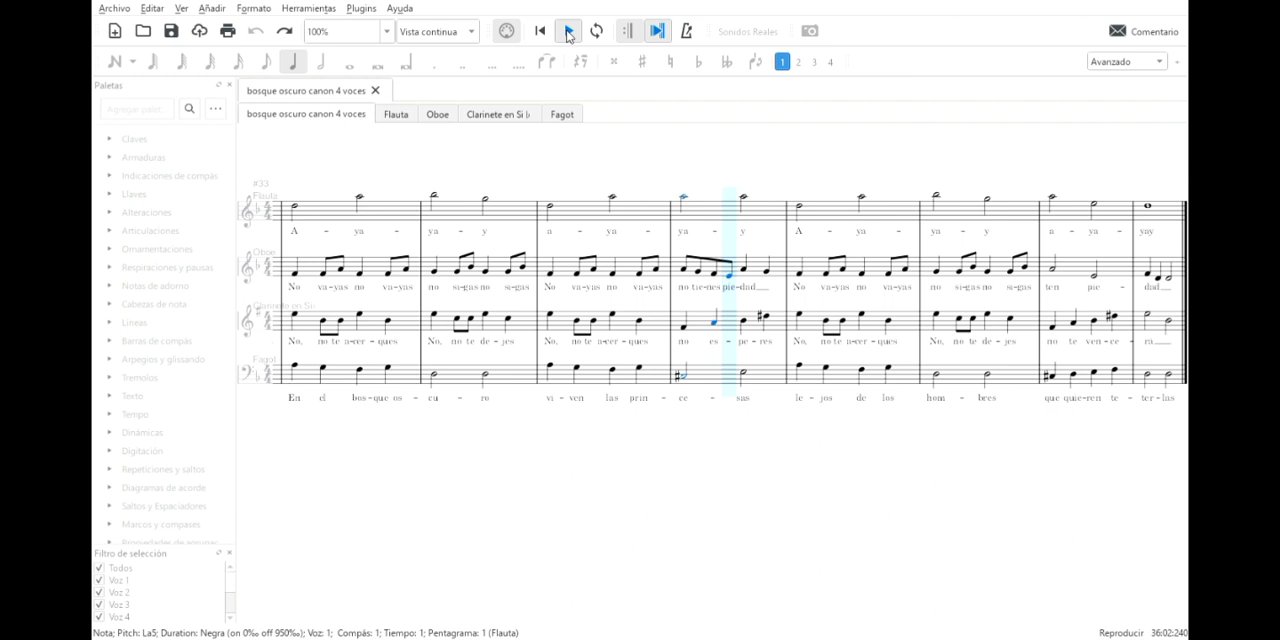 Archivo Editar Ver Añadir Formato Herramientas Plugins Ayuda
100% Vista continua Sonidos Reales Comentario
1 2 3 4 Avanzado
Paletas
bosque oscuro canon 4 voces
bosque oscuro canon 4 voces Flauta Oboe Clarinete en Si♭ Fagot
Agregar palet...
Claves
Armaduras
Indicaciones de compás
Llaves
Alteraciones
Articulaciones
Ornamentaciones
Respiraciones y pausas
Notas de adorno
Cabezas de nota
Líneas
Barras de compás
Arpegios y glissando
Tremolos
Texto
Tempo
Dinámicas
Digitación
Repeticiones y saltos
Diagramas de acorde
Saltos y Espaciadores
Marcos y compases
Filtro de selección
Todos
Voz 1
Voz 2
Voz 3
Voz 4
#33
Flauta
A - ya - ya - y a - ya - ya - y A - ya - ya - y a - ya - yay
Oboe
No va-yas no va-yas no si-gas no si-gas No va-yas no va-yas no tie-nes pie-dad No va-yas no va-yas no si-gas no si-gas ten pie - dad
Clarinete en Si♭
No, no te a-cer-ques No, no te de-jes No, no te a-cer-ques no es - pe-res No, no te a-cer-ques No, no te de-jes no te ven-ce - ra
Fagot
En el bos-que os - cu - ro vi - ven las prin - ce - sas le - jos de los hom - bres que quie-ren te - ter-las
Nota; Pitch: La5; Duration: Negra (on 0‰ off 950‰); Voz: 1; Compás: 1; Tiempo: 1; Pentagrama: 1 (Flauta) Reproducir 36:02:240